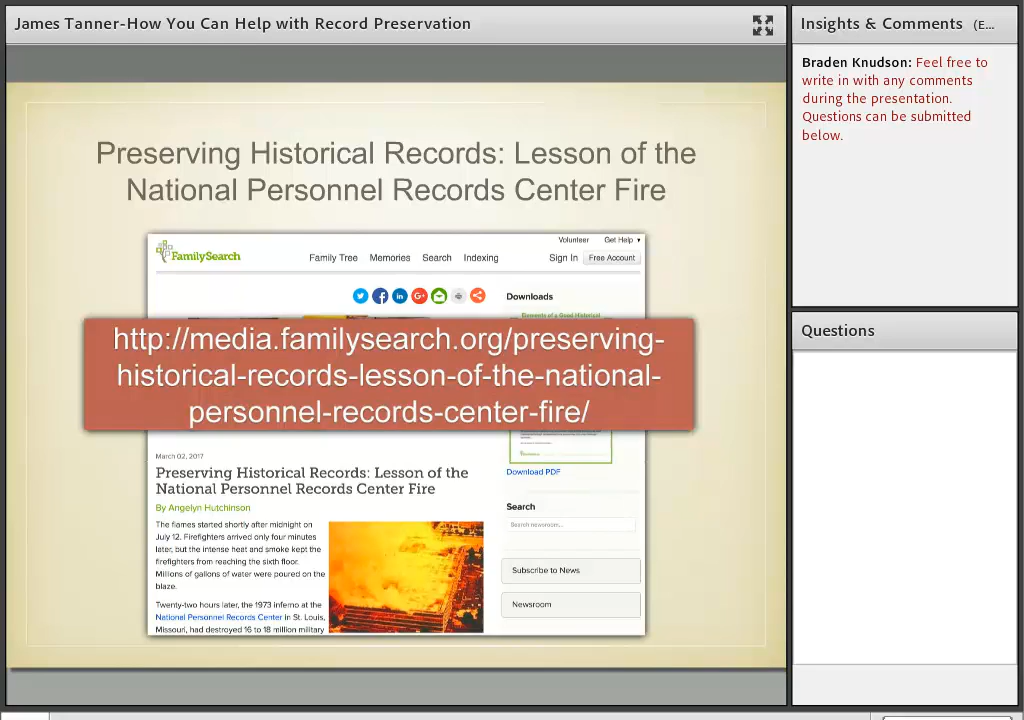 James Tanner-How You Can Help with Record Preservation
Preserving Historical Records: Lesson of the
National Personnel Records Center Fire
FamilySearch
Volunteer
Get Help
Family Tree
Memories
Search
Indexing
Sign In
Free Account
Downloads
Elements of a Good Historical
http://media.familysearch.org/preserving-
historical-records-lesson-of-the-national-
personnel-records-center-fire/
Download PDF
March 02, 2017
Preserving Historical Records: Lesson of the
National Personnel Records Center Fire
By Angelyn Hutchinson
The flames started shortly after midnight on
July 12. Firefighters arrived only four minutes
later, but the intense heat and smoke kept the
firefighters from reaching the sixth floor.
Millions of gallons of water were poured on the
blaze.
Twenty-two hours later, the 1973 inferno at the
National Personnel Records Center in St. Louis,
Missouri, had destroyed 16 to 18 million military
Search
Search newsroom...
Subscribe to News
Newsroom
Insights & Comments (E...
Braden Knudson: Feel free to
write in with any comments
during the presentation.
Questions can be submitted
below.
Questions